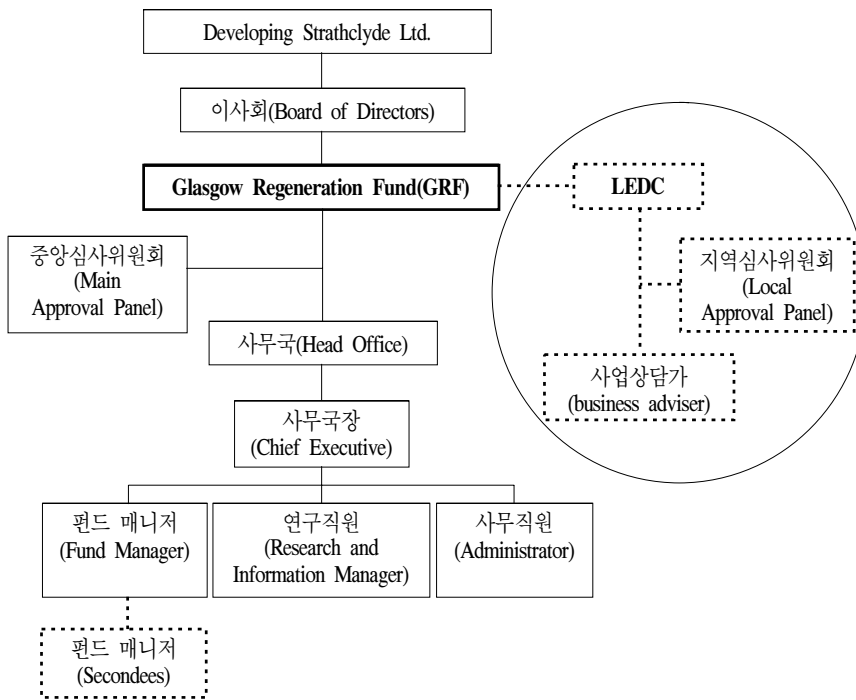 Developing Strathclyde Ltd.
이사회(Board of Directors)
Glasgow Regeneration Fund(GRF)
LEDC
중앙심사위원회
(Main
Approval Panel)
지역심사위원회
(Local
Approval Panel)
사무국(Head Office)
사업상담가
(business adviser)
사무국장
(Chief Executive)
펀드 매니저
(Fund Manager)
연구직원
(Research and
Information Manager)
사무직원
(Administrator)
펀드 매니저
(Secondees)